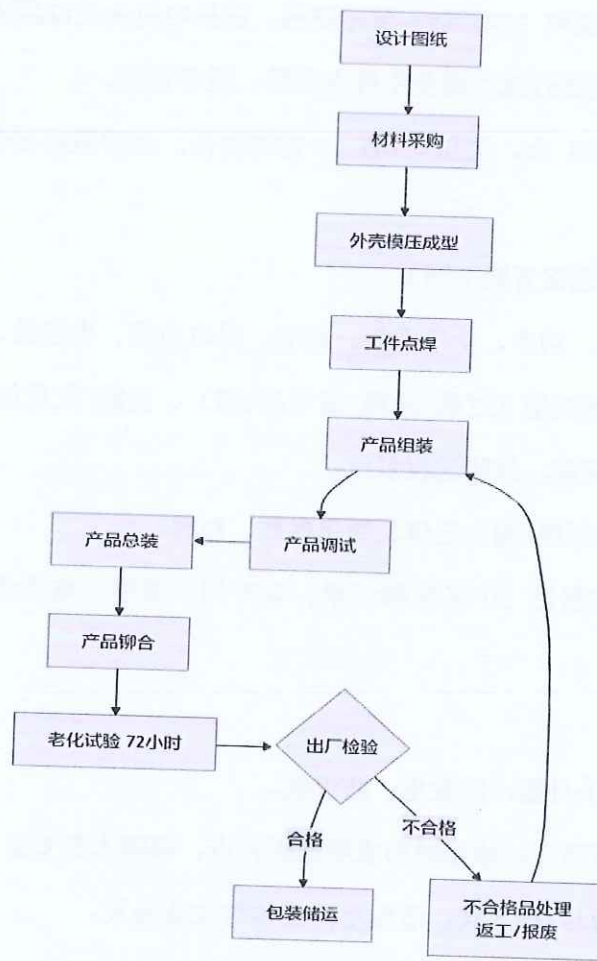 设计图纸
材料采购
外壳模压成型
工件点焊
产品组装
产品总装
产品调试
产品铆合
老化试验 72小时
出厂检验
合格
不合格
包装储运
不合格品处理
返工/报废